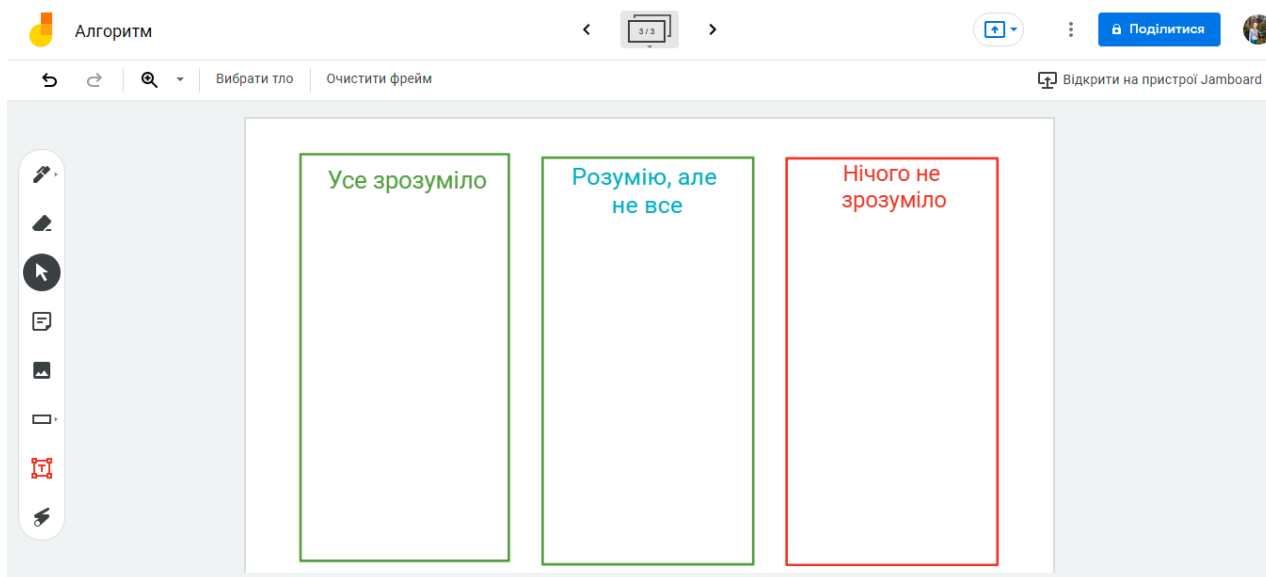 Алгоритм
3 / 3
Поділитися
Вибрати тло
Очистити фрейм
Відкрити на пристрої Jamboard
Усе зрозуміло
Розумію, але
не все
Нічого не
зрозуміло